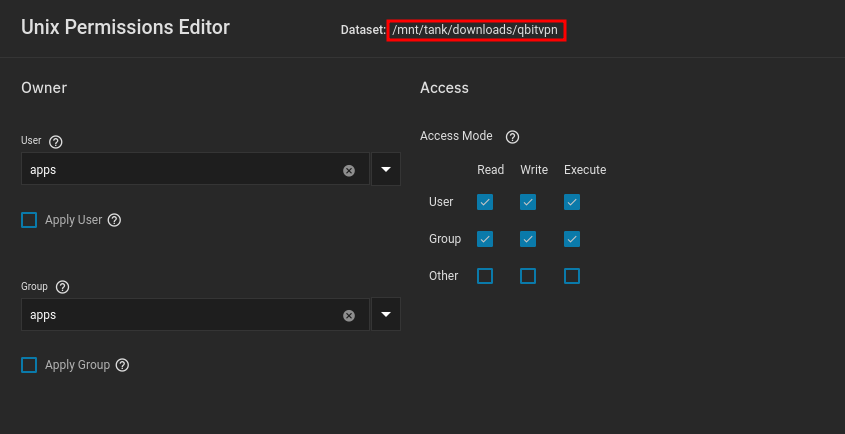 Unix Permissions Editor
Dataset: /mnt/tank/downloads/qbitvpn
Owner
User
apps
Apply User
Group
apps
Apply Group
Access
Access Mode
Read Write Execute
User
Group
Other